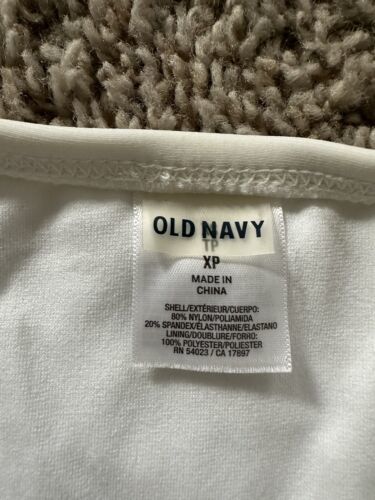 OLD NAVY
TP
XP
MADE IN
CHINA
SHELL/EXTÉRIEUR/CUERPO:
80% NYLON/POLIAMIDA
20% SPANDEX/ÉLASTHANNE/ELASTANO
LINING/DOUBLURE/FORRO:
100% POLYESTER/POLIESTER
RN 54023 / CA 17897